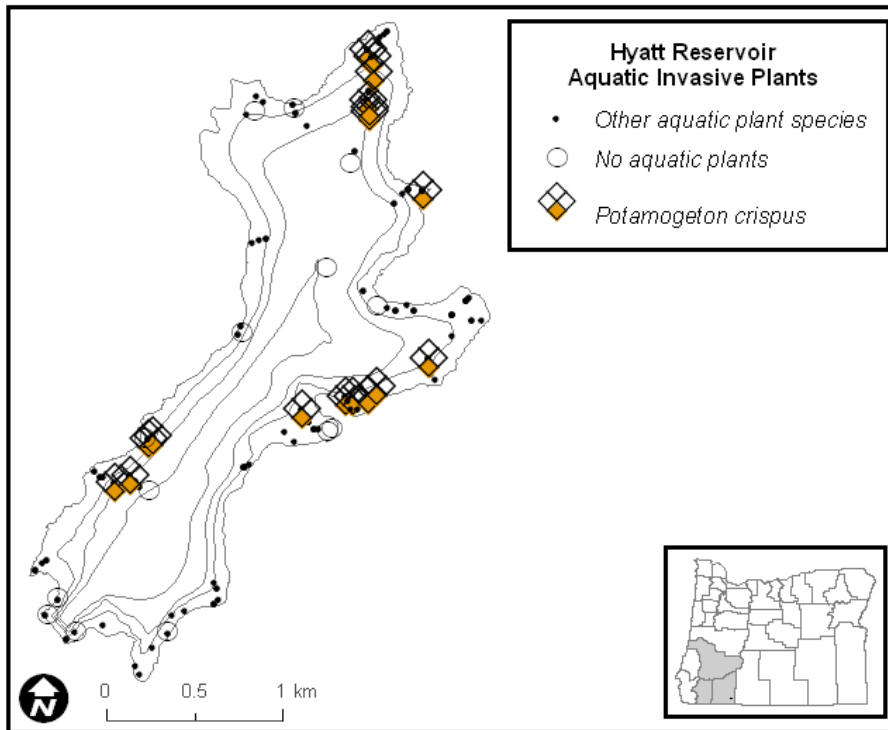 Hyatt Reservoir
Aquatic Invasive Plants
Other aquatic plant species
No aquatic plants
Potamogeton crispus
N
0 0.5 1 km